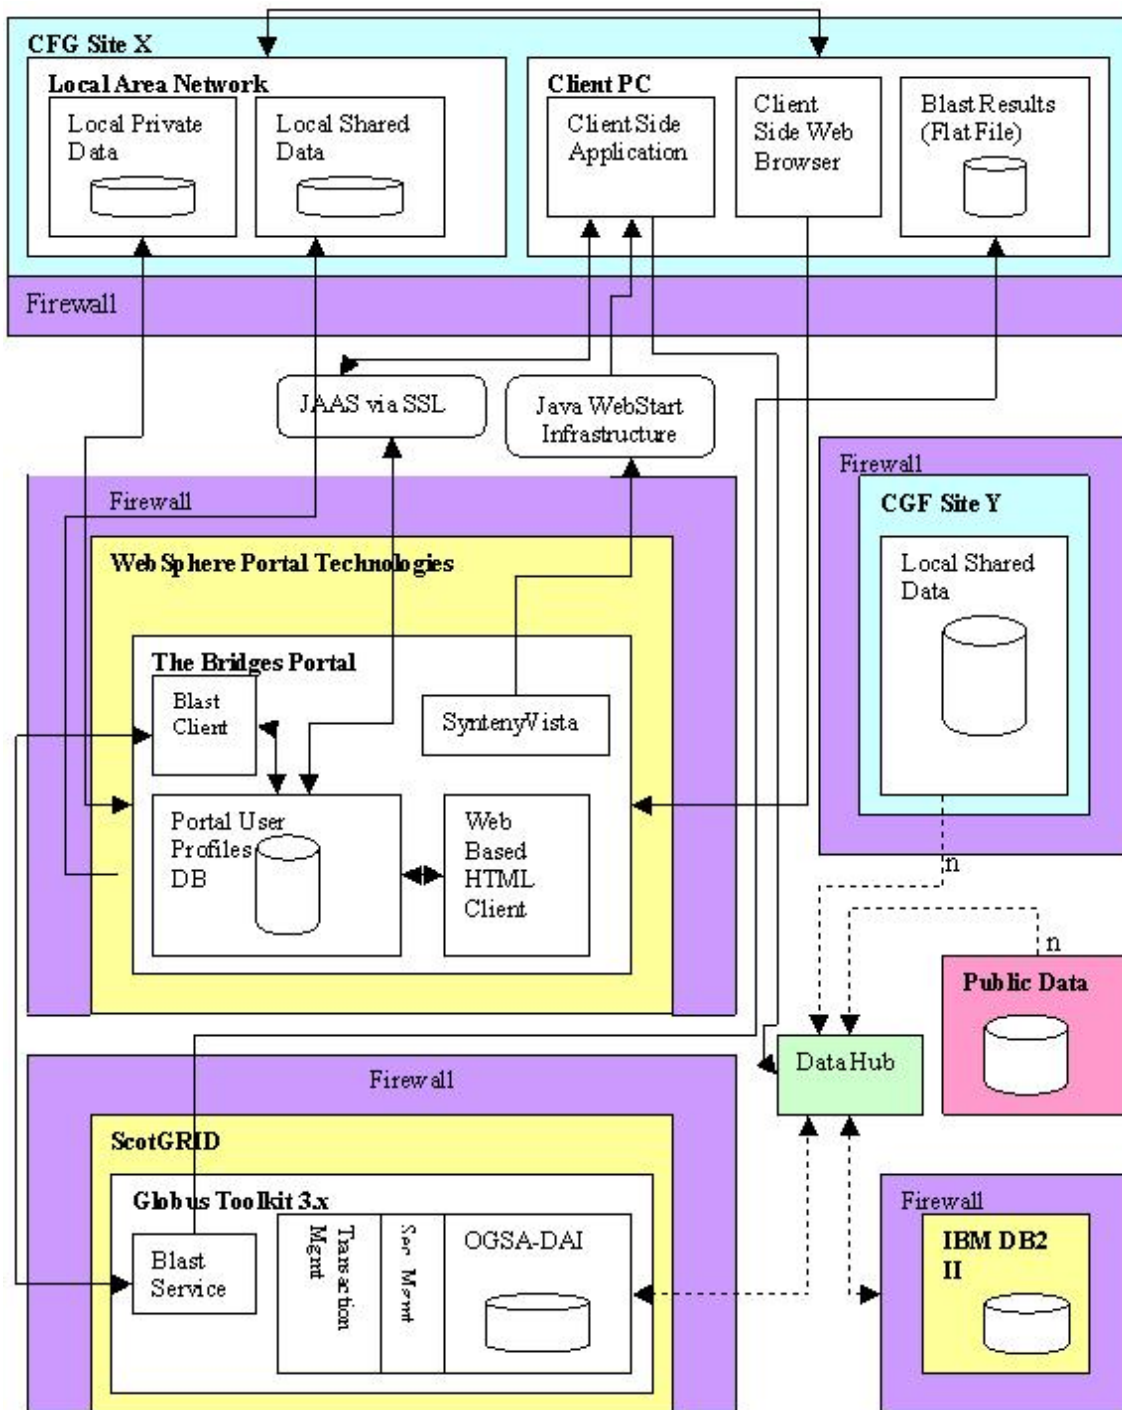 CFG Site X
Local Area Network
Local Private
Data
Local Shared
Data
Client PC
Client Side
Application
Client
Side Web
Browser
Blast Results
(Flat File)
Firewall
JAAS via SSL
Java WebStart
Infrastructure
Firewall
CGF Site Y
Local Shared
Data
n
Firewall
WebSphere Portal Technologies
The Bridges Portal
Blast
Client
SyntenyVista
Portal User
Profiles
DB
Web
Based
HTML
Client
n
Public Data
DataHub
Firewall
ScotGRID
Globus Toolkit 3.x
Blast
Service
Transaction
Mgmt
Sec Mgmt
OGSA-DAI
Firewall
IBM DB2
II